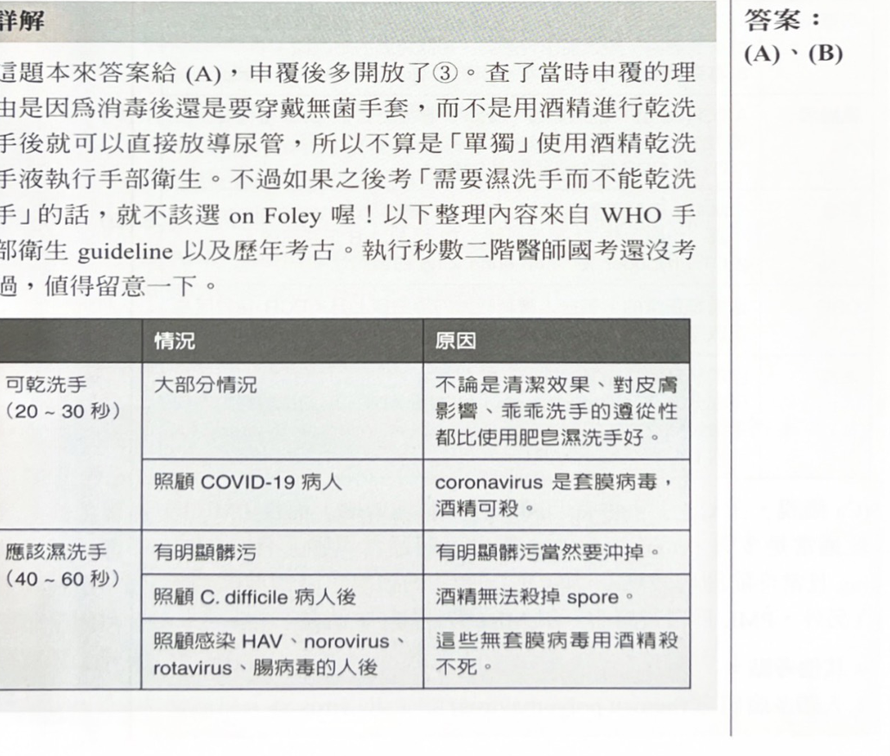 詳解
這題本來答案給 (A),申覆後多開放了③。查了當時申覆的理
由是因為消毒後還是要穿戴無菌手套,而不是用酒精進行乾洗
手後就可以直接放導尿管,所以不算是「單獨」使用酒精乾洗
手液執行手部衛生。不過如果之後考「需要濕洗手而不能乾洗
手」的話,就不該選 on Foley 喔!以下整理內容來自 WHO 手
部衛生 guideline 以及歷年考古。執行秒數二階醫師國考還沒考
過,值得留意一下。
情況 原因
可乾洗手 大部分情況 不論是清潔效果、對皮膚
(20 ~ 30 秒) 影響、乖乖洗手的遵從性
都比使用肥皂濕洗手好。
照顧 COVID-19 病人 coronavirus 是套膜病毒,
酒精可殺。
應該濕洗手 有明顯髒污 有明顯髒污當然要沖掉。
(40 ~ 60 秒) 照顧 C. difficile 病人後 酒精無法殺掉 spore。
照顧感染 HAV、norovirus、 這些無套膜病毒用酒精殺
rotavirus、腸病毒的人後 不死。
答案:
(A)、(B)